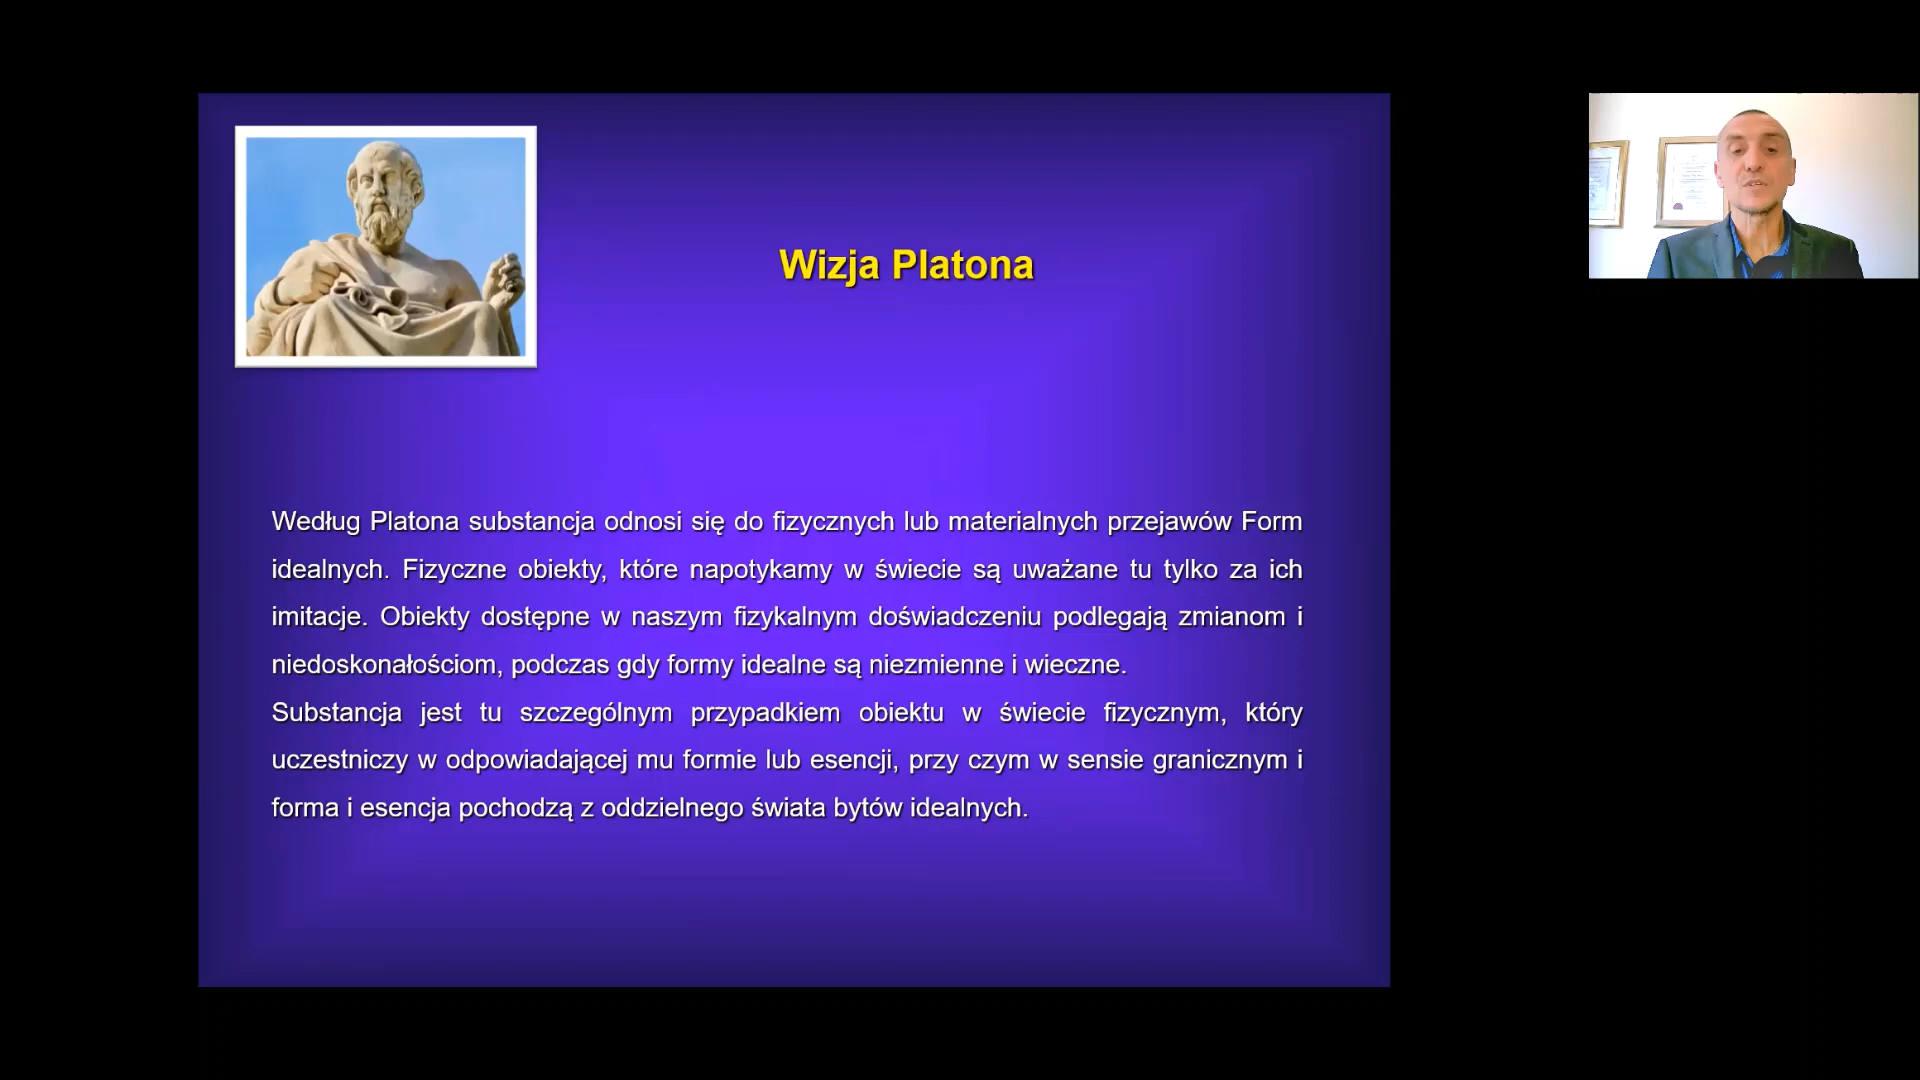 Wizja Platona
Według Platona substancja odnosi się do fizycznych lub materialnych przejawów Form
idealnych. Fizyczne obiekty, które napotykamy w świecie są uważane tu tylko za ich
imitacje. Obiekty dostępne w naszym fizykalnym doświadczeniu podlegają zmianom i
niedoskonałościom, podczas gdy formy idealne są niezmienne i wieczne.
Substancja jest tu szczególnym przypadkiem obiektu w świecie fizycznym, który
uczestniczy w odpowiadającej mu formie lub esencji, przy czym w sensie granicznym i
forma i esencja pochodzą z oddzielnego świata bytów idealnych.